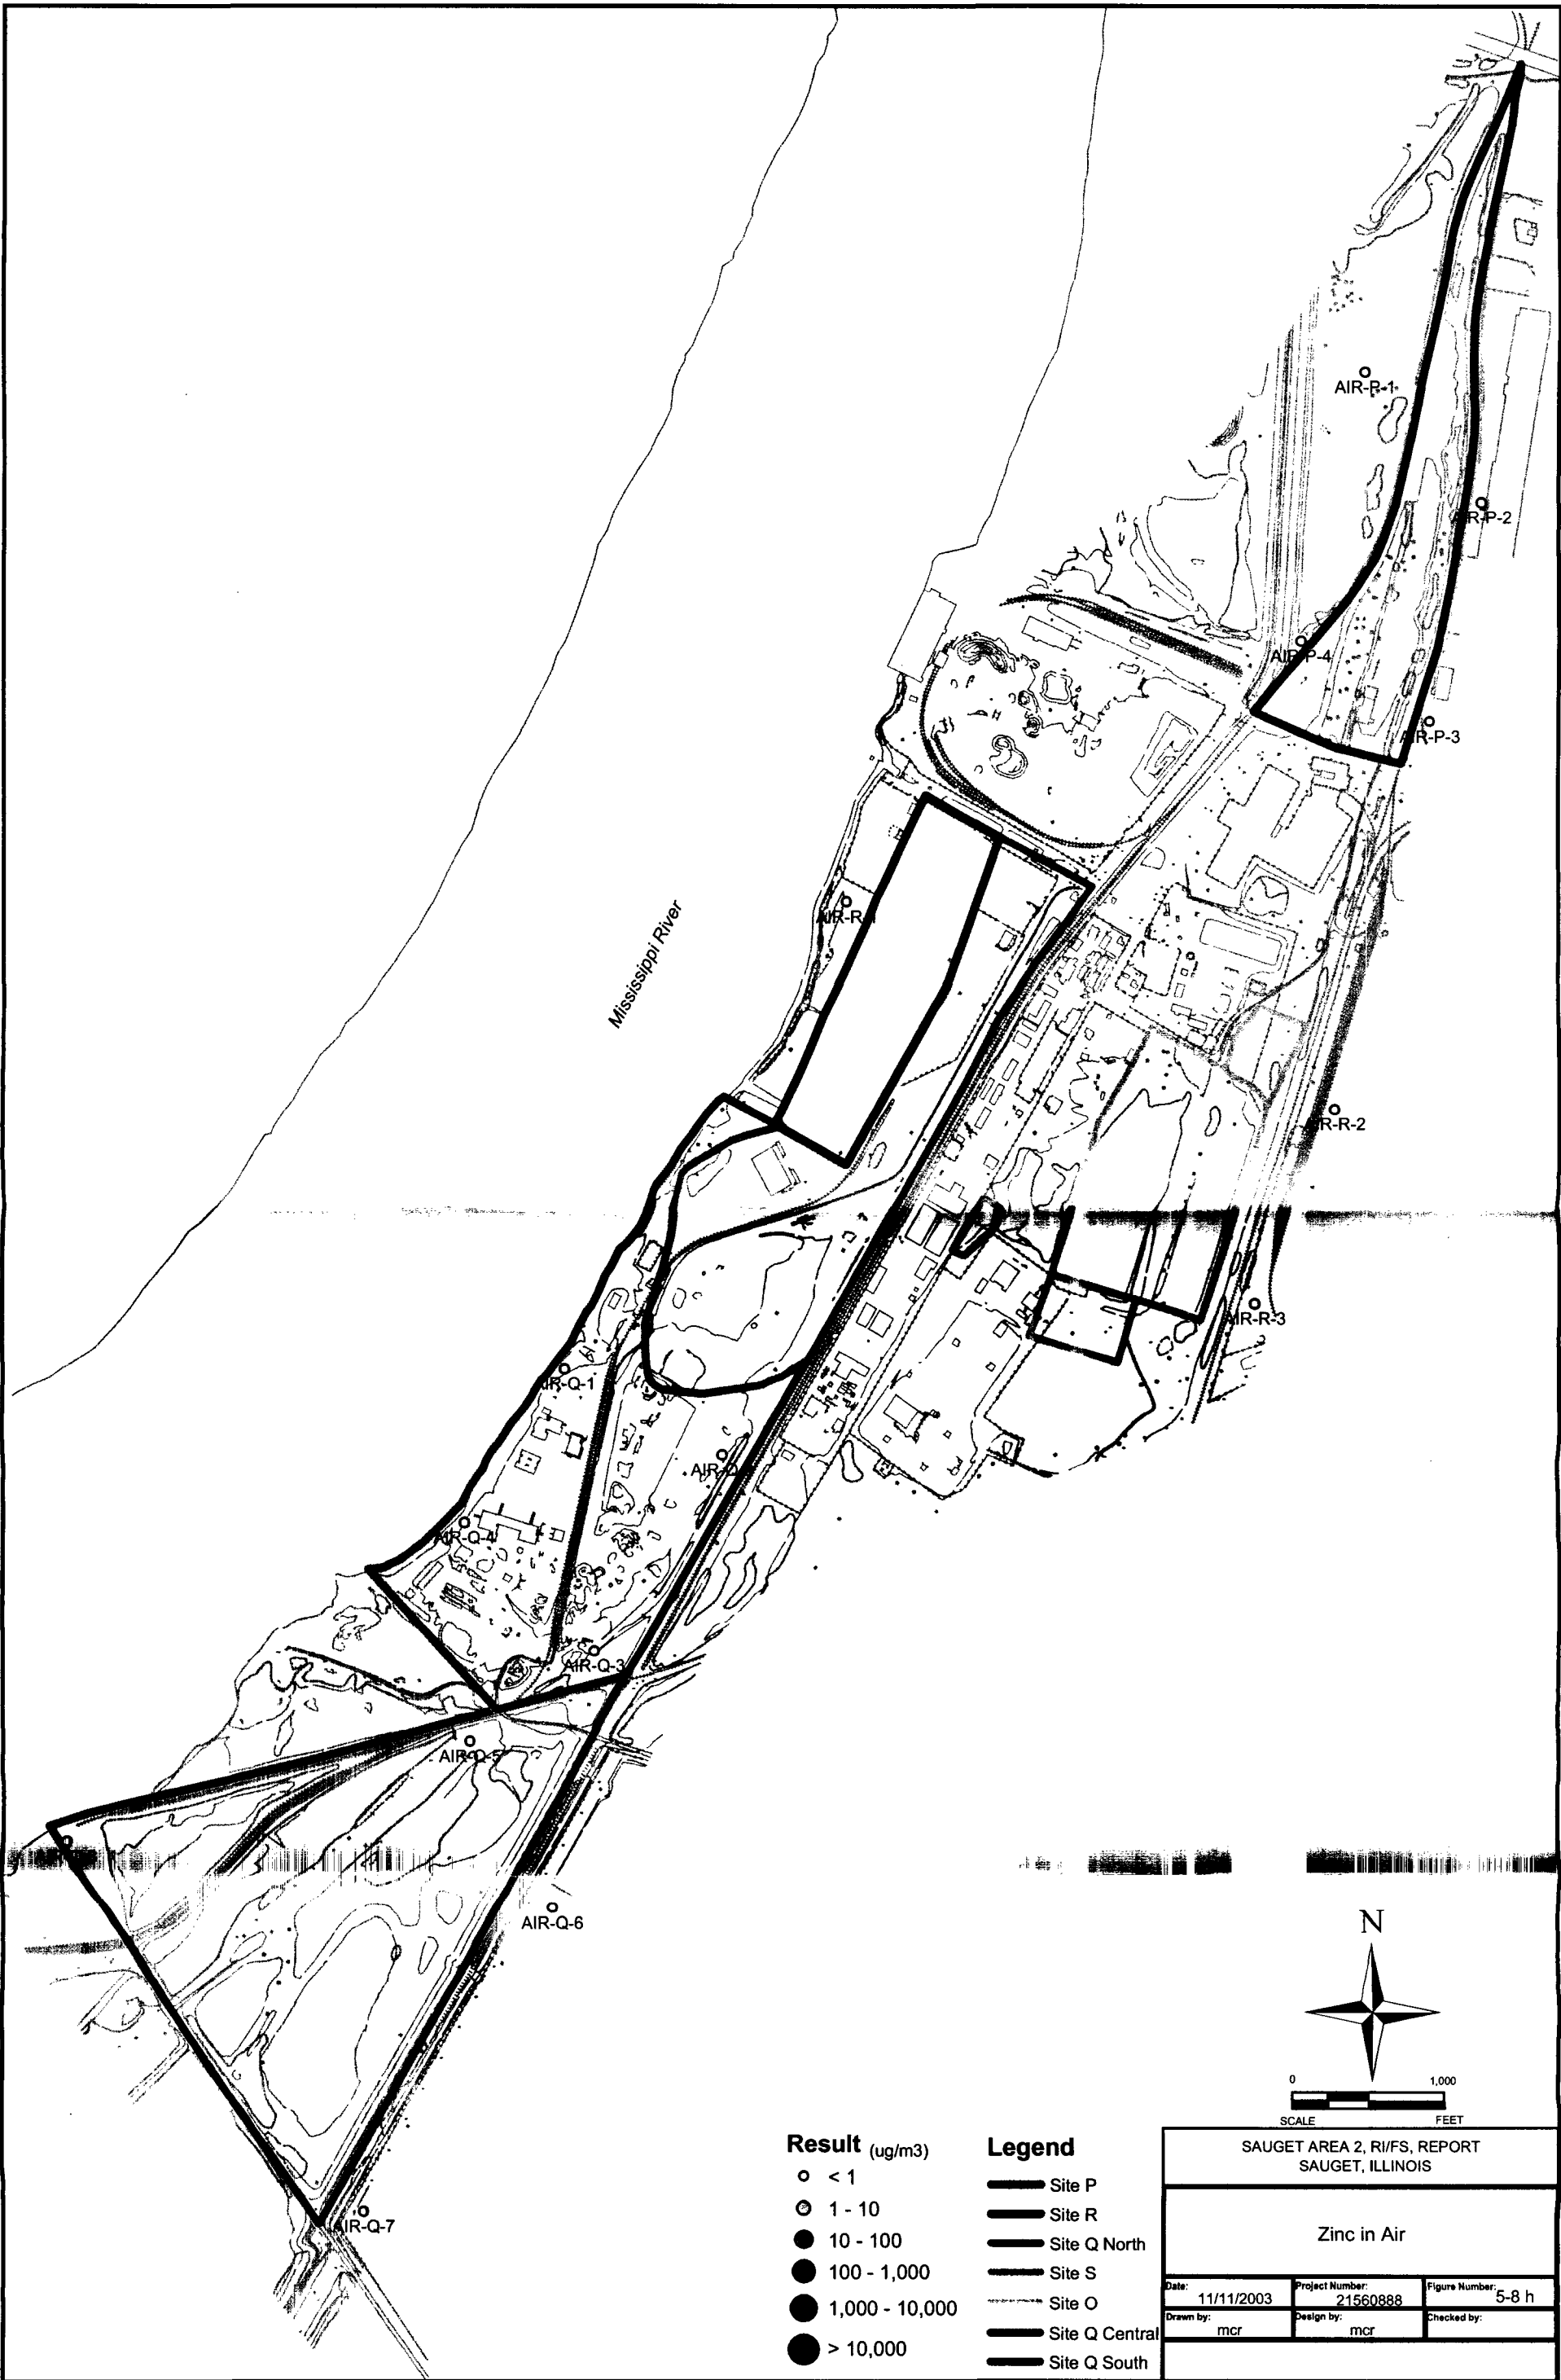 AIR-P-1
AIR-P-2
AIR-P-4
AIR-P-3
AIR-R-1
Mississippi River
AIR-R-2
AIR-R-3
AIR-Q-1
AIR-Q
AIR-Q-4
AIR-Q-3
AIR-Q-5
AIR-Q-6
AIR-Q-7
N
0 1,000
SCALE FEET
Result (ug/m3)
< 1
1 - 10
10 - 100
100 - 1,000
1,000 - 10,000
> 10,000
Legend
Site P
Site R
Site Q North
Site S
Site O
Site Q Central
Site Q South
SAUGET AREA 2, RI/FS, REPORT
SAUGET, ILLINOIS
Zinc in Air
Date: 11/11/2003
Project Number: 21560888
Figure Number: 5-8 h
Drawn by: mcr
Design by: mcr
Checked by: